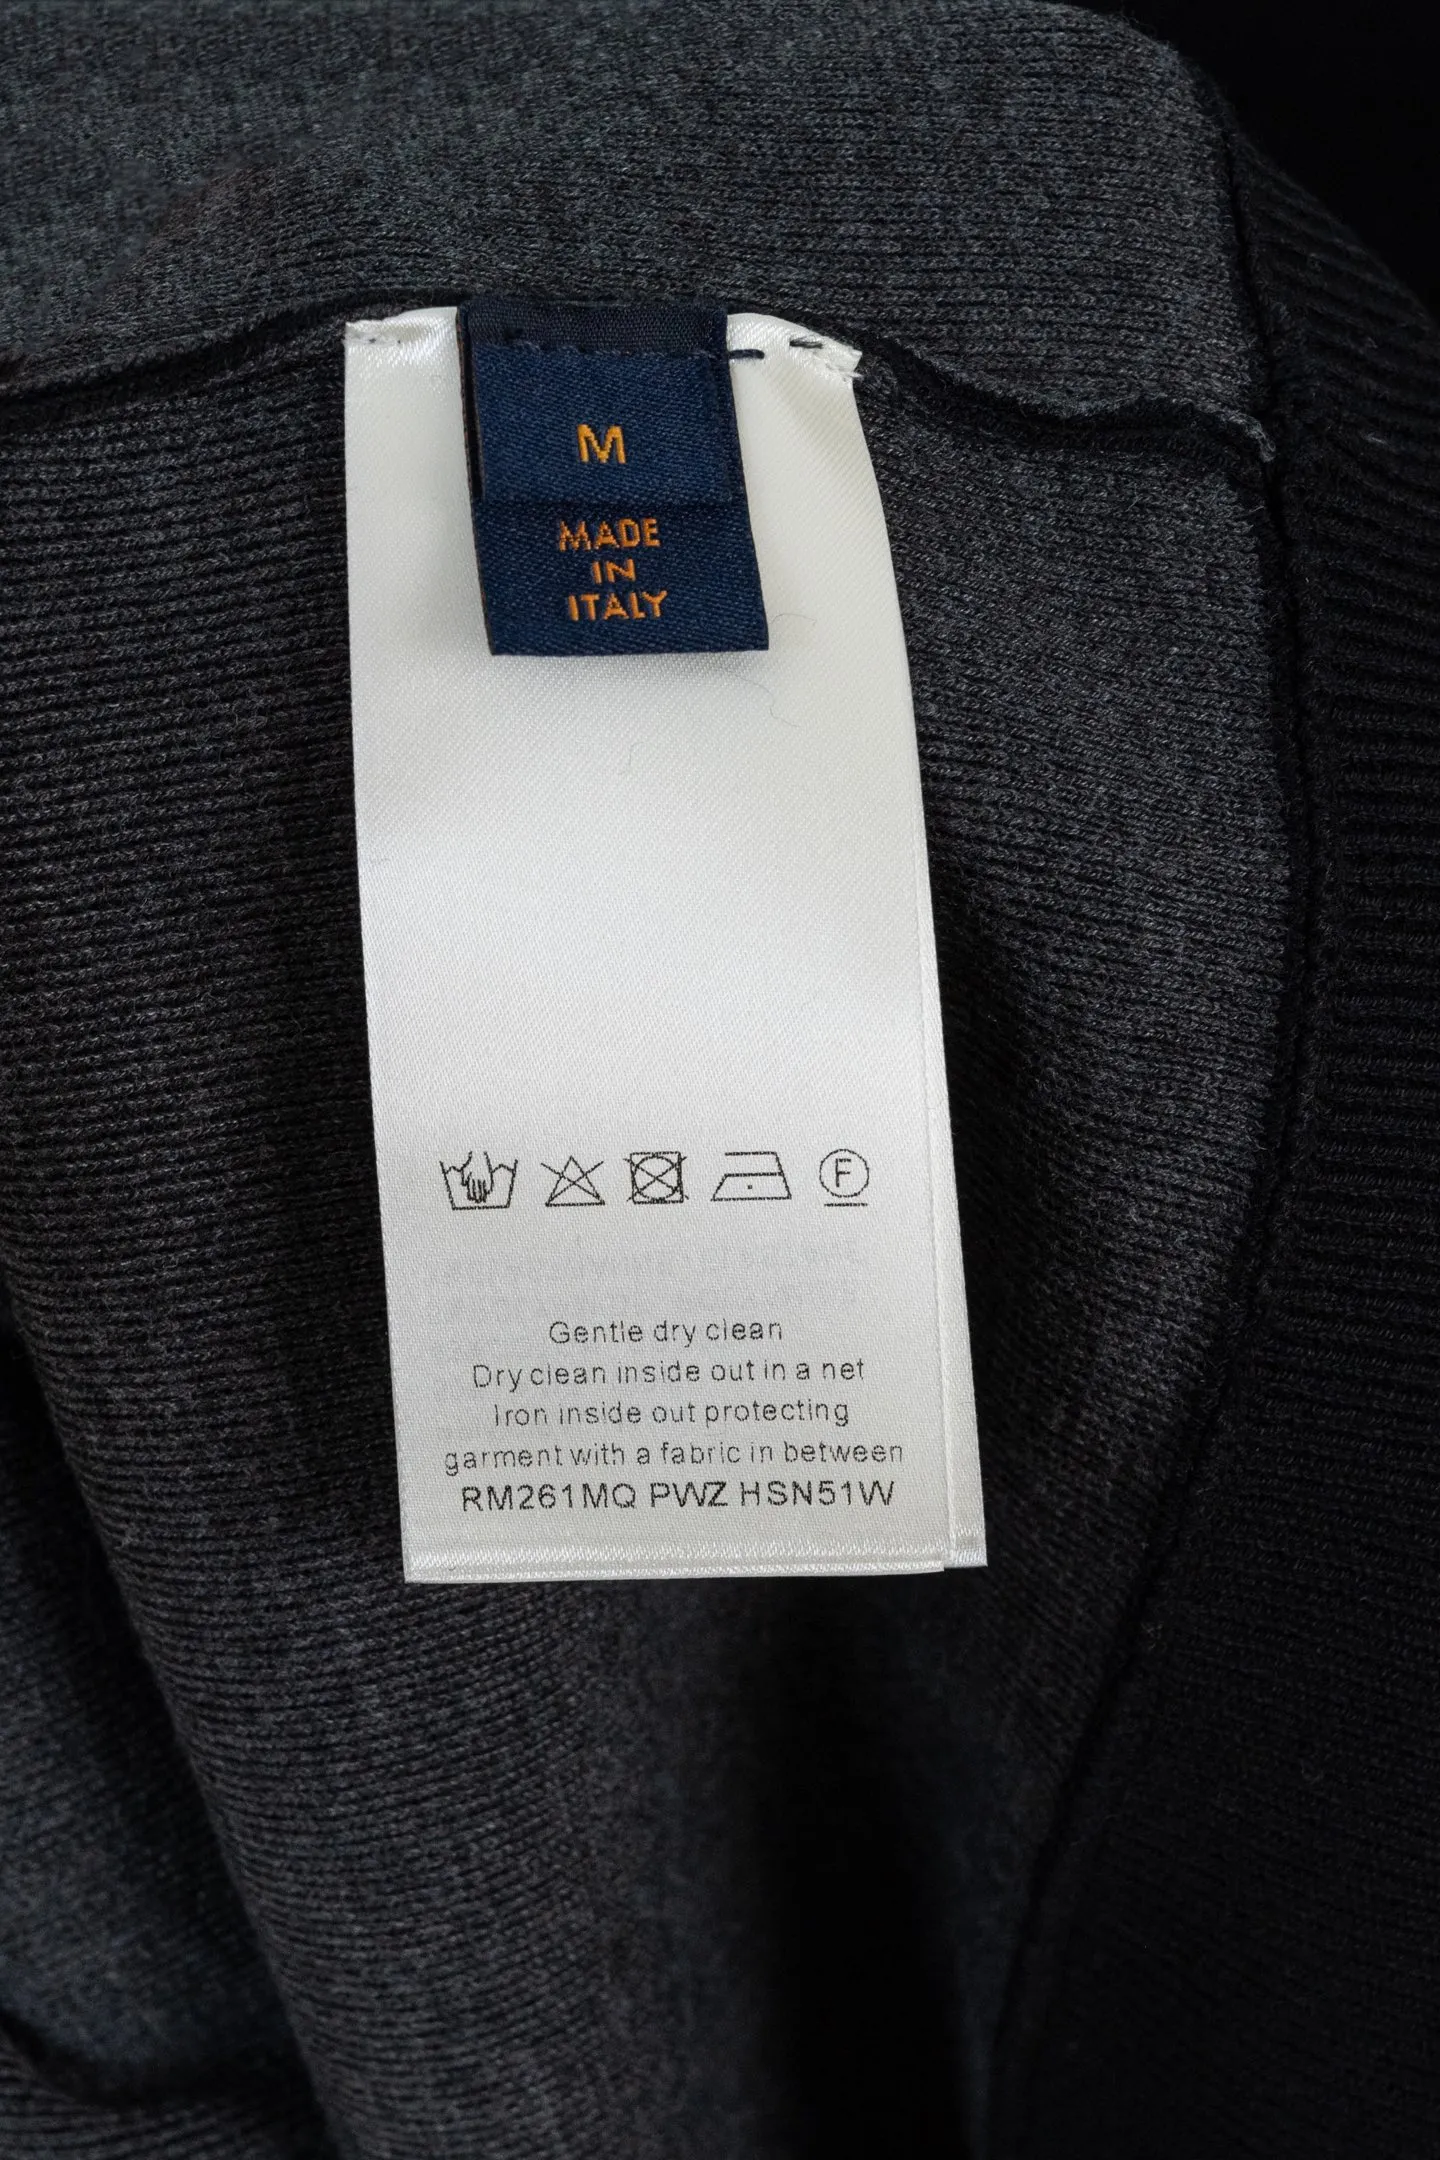 M
MADE
IN
ITALY
F
Gentle dry clean
Dry clean inside out in a net
Iron inside out protecting
garment with a fabric in between
RM261MQ PWZ HSN51W